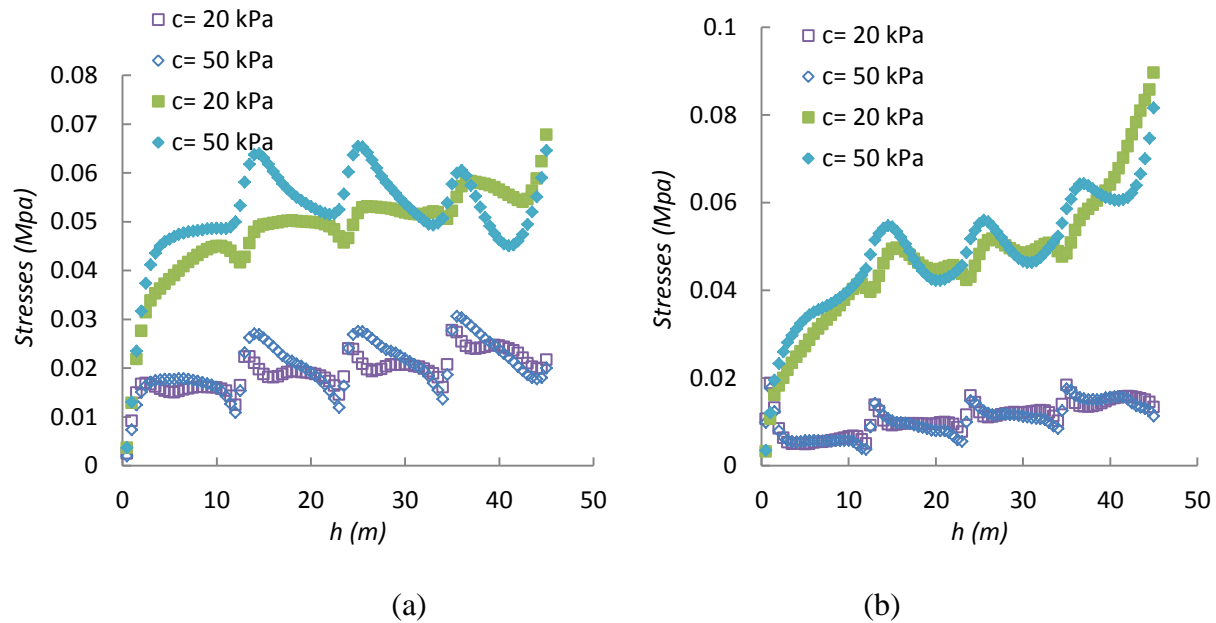 c= 20 kPa
c= 50 kPa
c= 20 kPa
c= 50 kPa
0.08
0.07
0.06
0.05
0.04
0.03
0.02
0.01
0
Stresses (Mpa)
0 10 20 30 40 50
h (m)
(a)
c= 20 kPa
c= 50 kPa
c= 20 kPa
c= 50 kPa
0.1
0.08
0.06
0.04
0.02
0
Stresses (Mpa)
0 10 20 30 40 50
h (m)
(b)